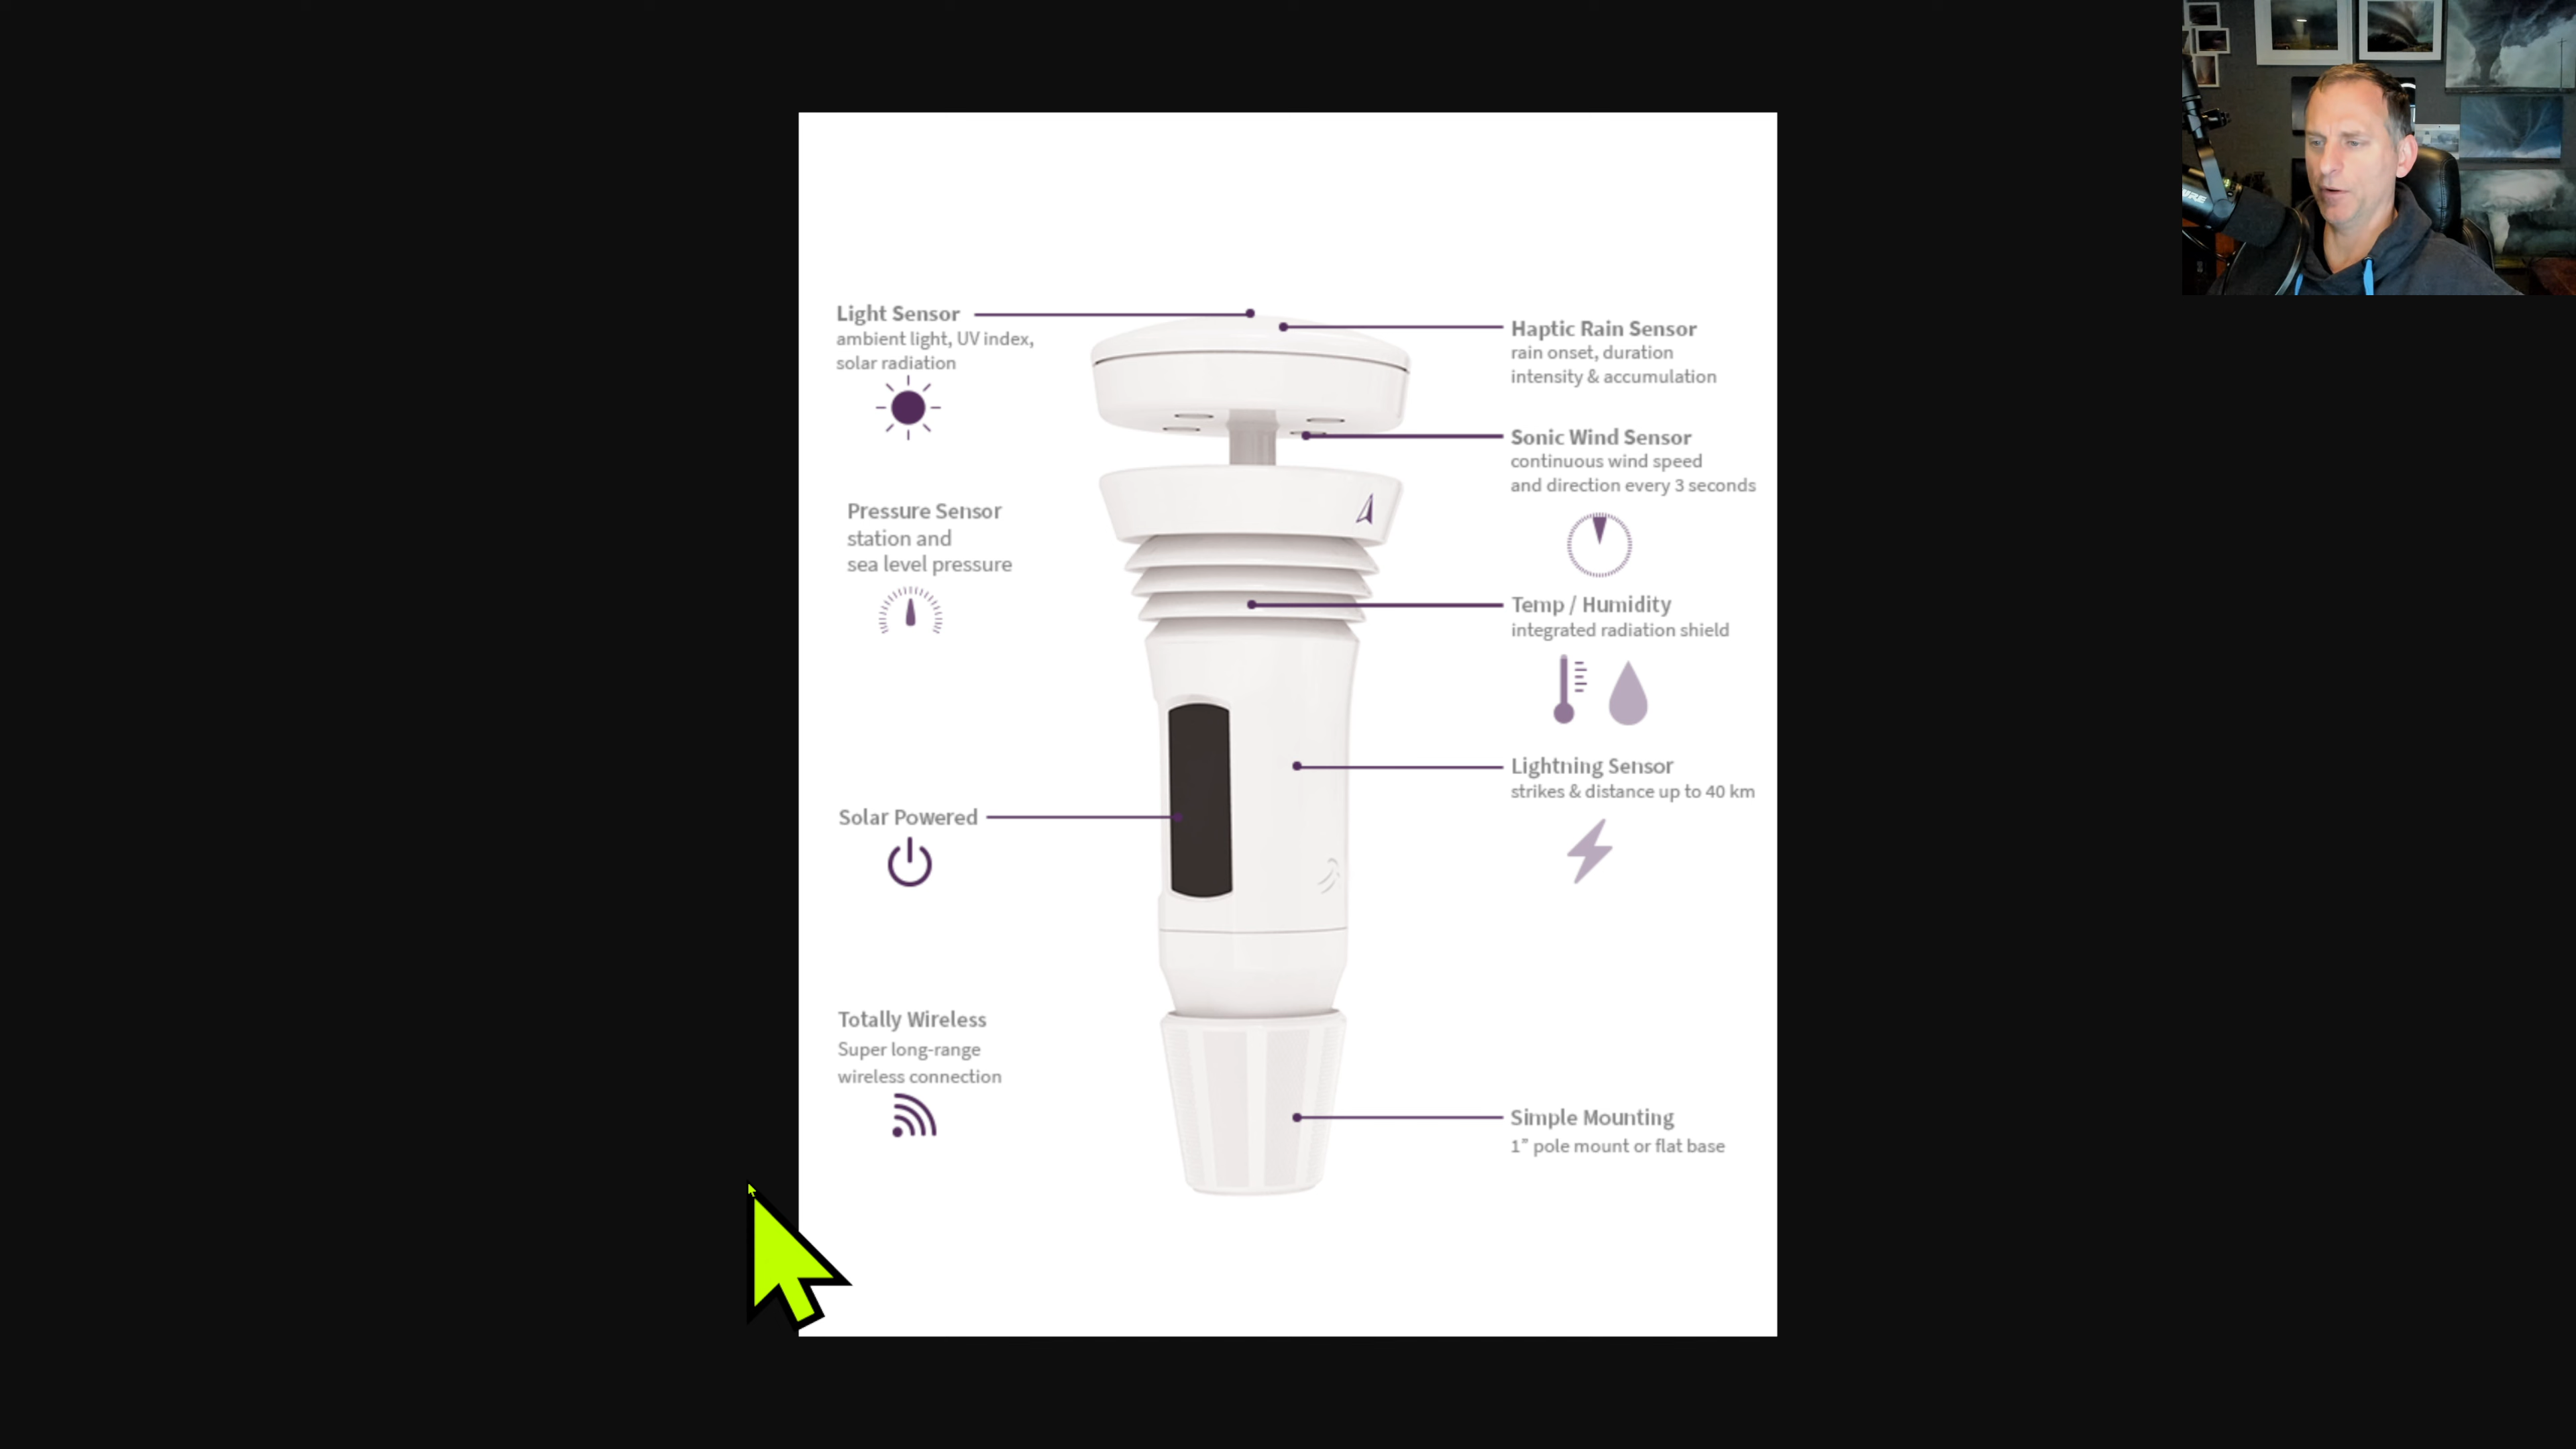 Light Sensor
ambient light, UV index,
solar radiation
Pressure Sensor
station and
sea level pressure
Solar Powered
Totally Wireless
Super long-range
wireless connection
Haptic Rain Sensor
rain onset, duration
intensity & accumulation
Sonic Wind Sensor
continuous wind speed
and direction every 3 seconds
Temp / Humidity
integrated radiation shield
Lightning Sensor
strikes & distance up to 40 km
Simple Mounting
1” pole mount or flat base